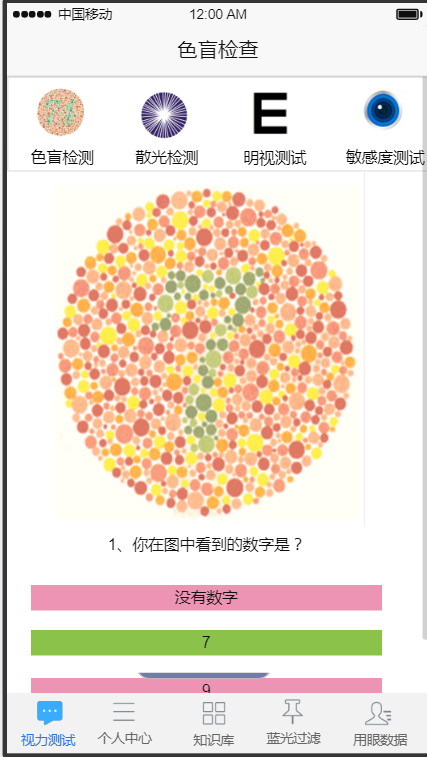 中国移动 12:00 AM
色盲检查
E
色盲检测 散光检测 明视测试 敏感度测试
7
1、你在图中看到的数字是？
没有数字
7
9
视力测试 个人中心 知识库 蓝光过滤 用眼数据